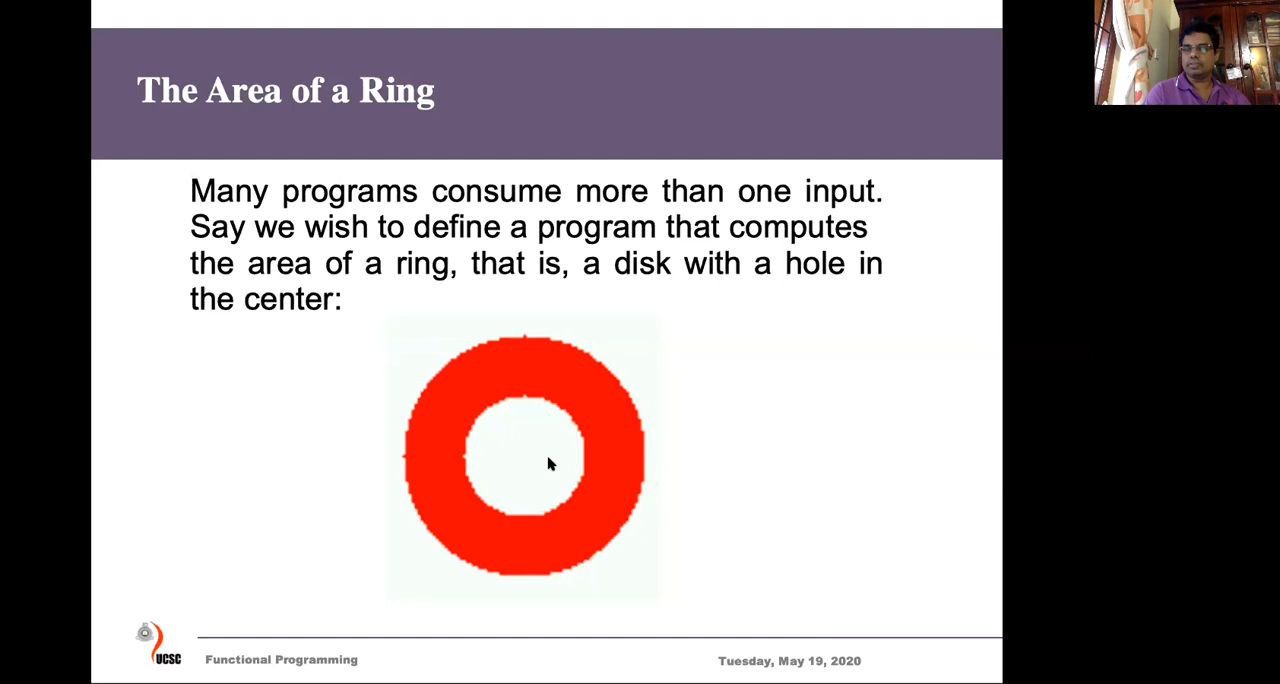 The Area of a Ring
Many programs consume more than one input.
Say we wish to define a program that computes
the area of a ring, that is, a disk with a hole in
the center:
UCSC
Functional Programming
Tuesday, May 19, 2020